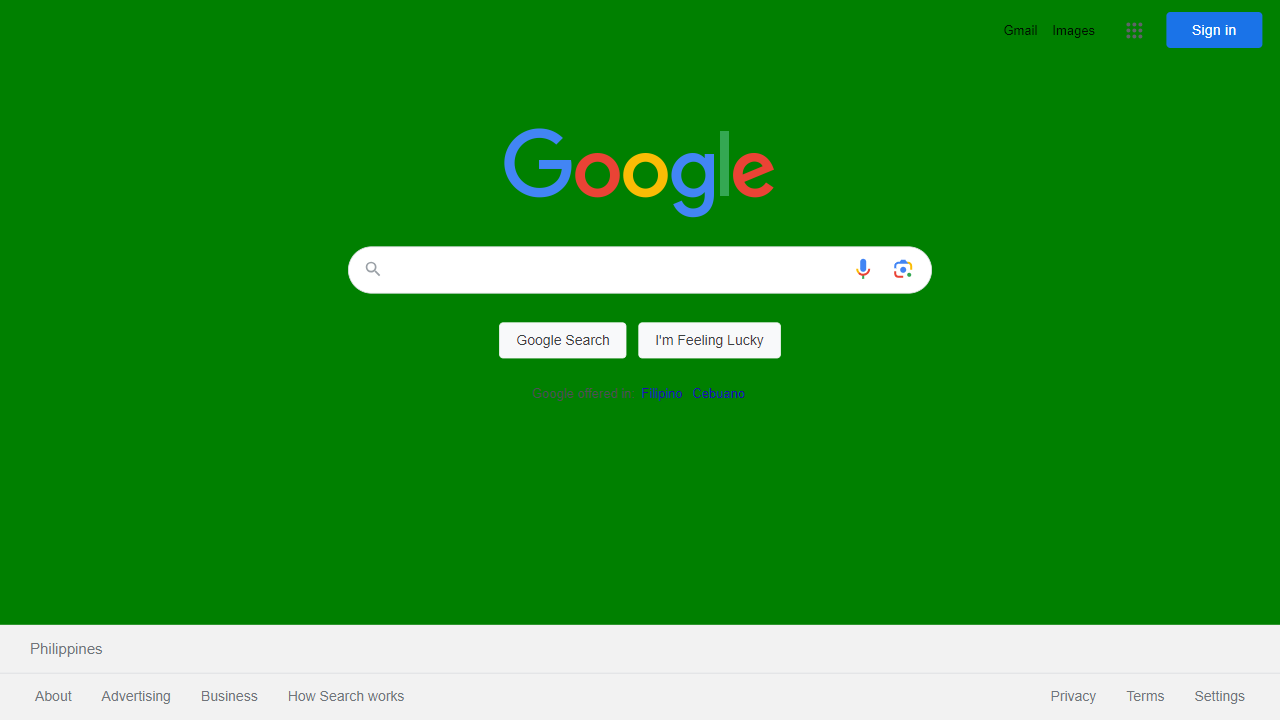 Gmail Images Sign in
Google
Google Search I'm Feeling Lucky
Google offered in: Filipino Cebuano
Philippines
About Advertising Business How Search works Privacy Terms Settings